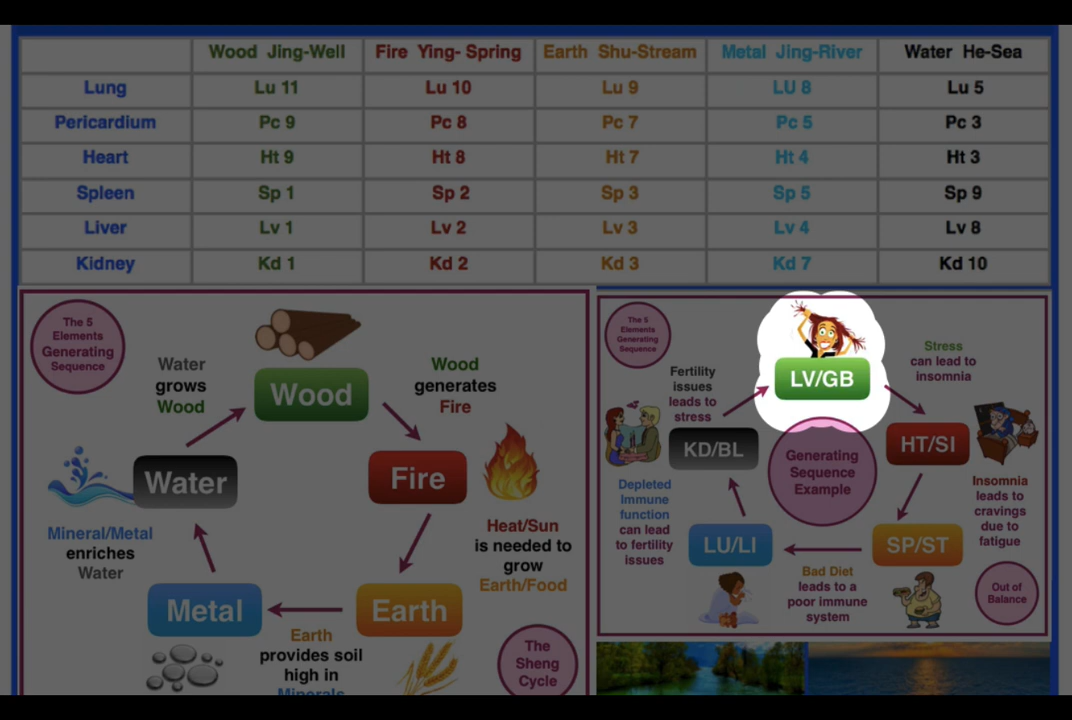 Wood Jing-Well Fire Ying- Spring Earth Shu-Stream Metal Jing-River Water He-Sea
Lung Lu 11 Lu 10 Lu 9 LU 8 Lu 5
Pericardium Pc 9 Pc 8 Pc 7 Pc 5 Pc 3
Heart Ht 9 Ht 8 Ht 7 Ht 4 Ht 3
Spleen Sp 1 Sp 2 Sp 3 Sp 5 Sp 9
Liver Lv 1 Lv 2 Lv 3 Lv 4 Lv 8
Kidney Kd 1 Kd 2 Kd 3 Kd 7 Kd 10
The 5
Elements
Generating
Sequence
Water
grows
Wood
Wood
Wood
generates
Fire
Water
Fire
Mineral/Metal
enriches
Water
Heat/Sun
is needed to
grow
Earth/Food
Metal
Earth
Earth
provides soil
high in
Minerals
The
Sheng
Cycle
The 5
Elements
Generating
Sequence
Fertility
issues
leads to
stress
LV/GB
Stress
can lead to
insomnia
KD/BL
Generating
Sequence
Example
HT/SI
Depleted
Immune
function
can lead
to fertility
issues
Insomnia
leads to
cravings
due to
fatigue
LU/LI
SP/ST
Bad Diet
leads to a
poor immune
system
Out of
Balance